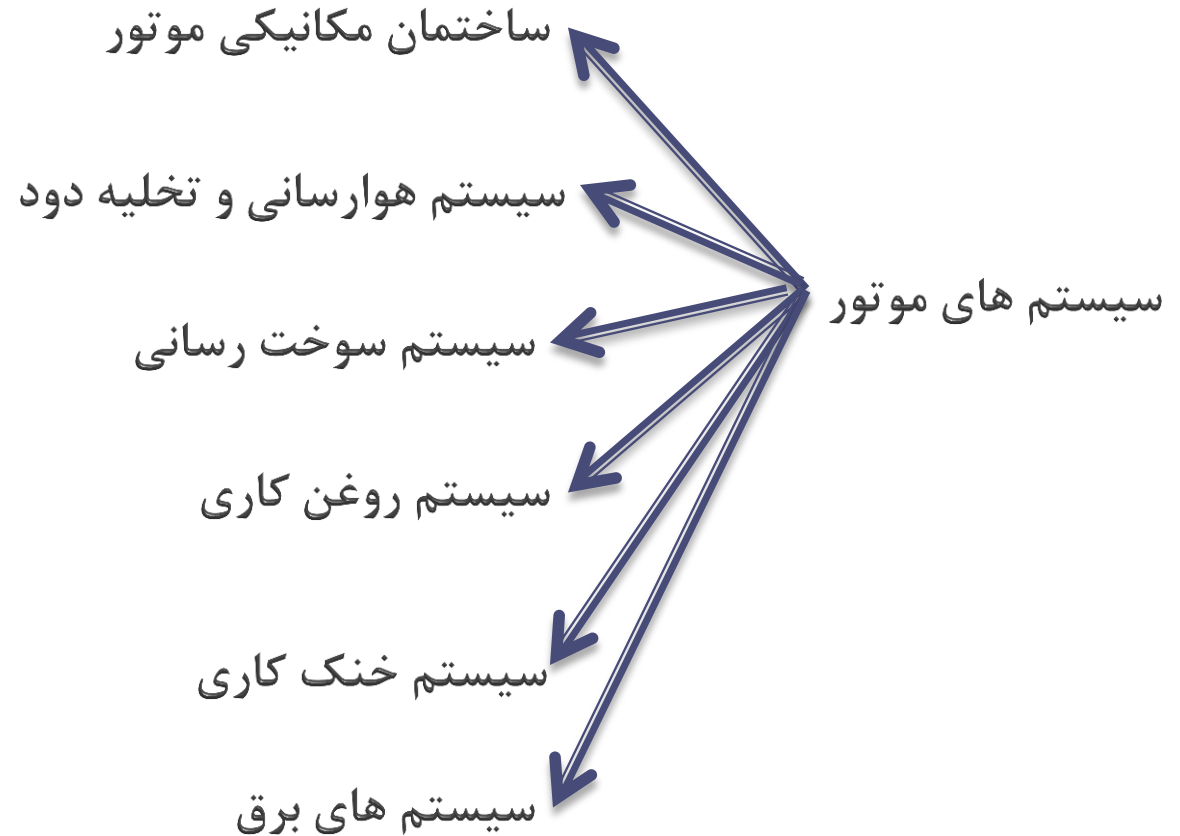 سیستم های موتور
ساختمان مکانیکی موتور
سیستم هوارسانی و تخلیه دود
سیستم سوخت رسانی
سیستم روغن کاری
سیستم خنک کاری
سیستم های برق